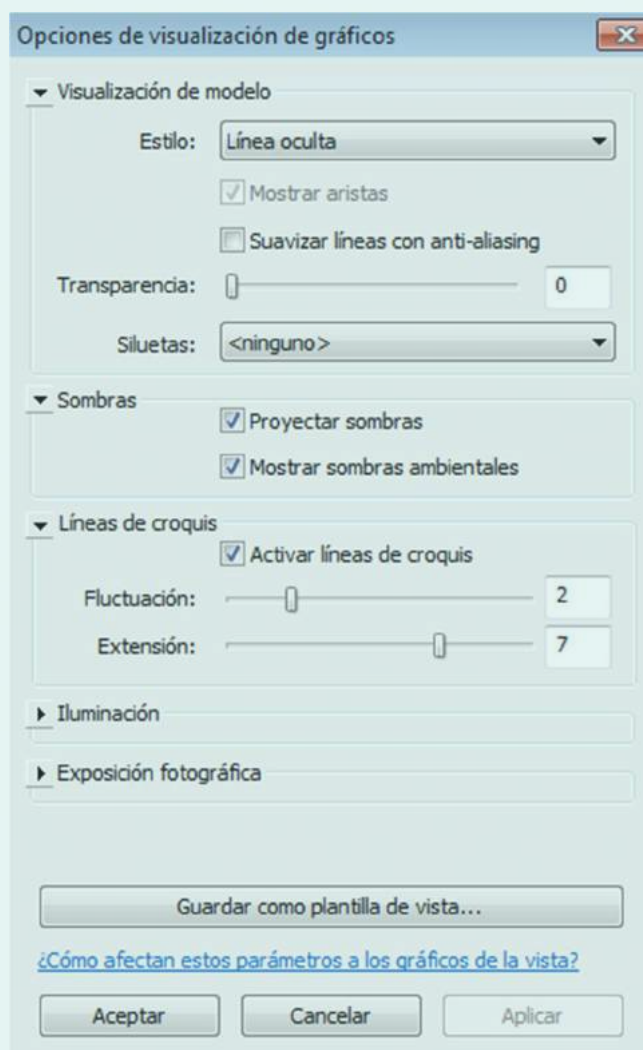 Opciones de visualización de gráficos
Visualización de modelo
Estilo: Línea oculta
Mostrar aristas
Suavizar líneas con anti-aliasing
Transparencia: 0
Siluetas: <ninguno>
Sombras
Proyectar sombras
Mostrar sombras ambientales
Líneas de croquis
Activar líneas de croquis
Fluctuación: 2
Extensión: 7
Iluminación
Exposición fotográfica
Guardar como plantilla de vista...
¿Cómo afectan estos parámetros a los gráficos de la vista?
Aceptar Cancelar Aplicar